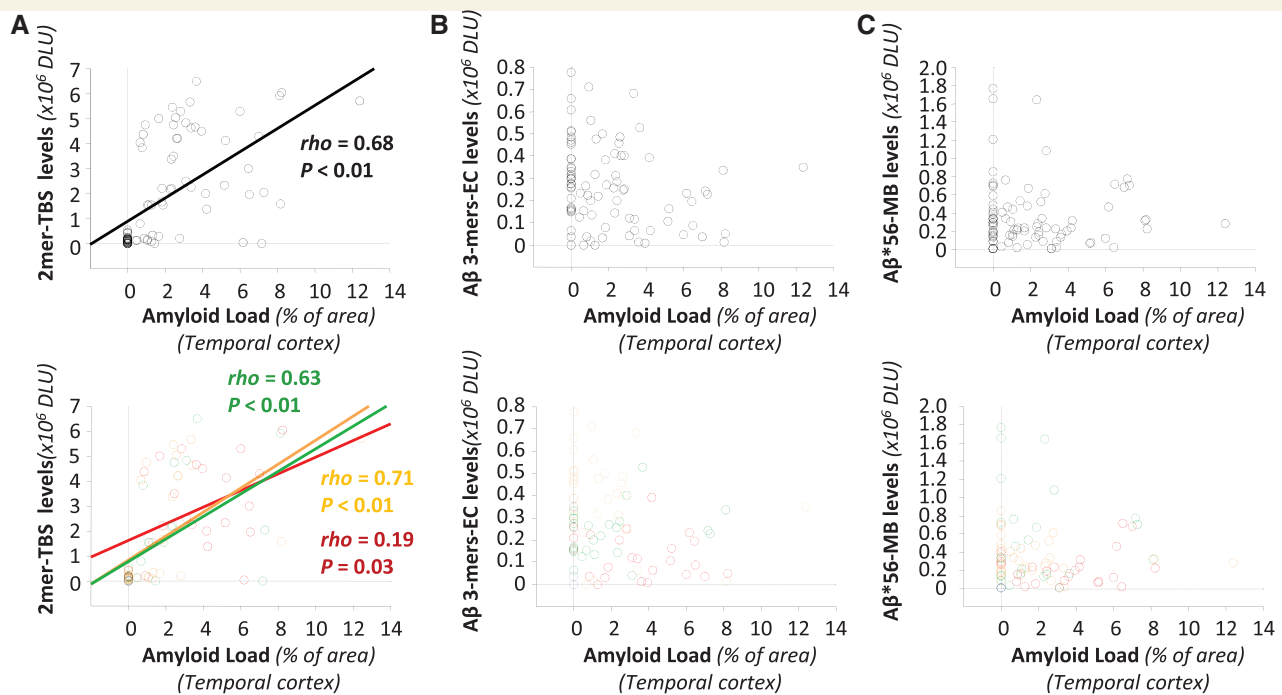 A
2mer-TBS levels (x10⁶ DLU)
7
6
5
4
3
2
1
0
rho = 0.68
P < 0.01
0 2 4 6 8 10 12 14
Amyloid Load (% of area)
(Temporal cortex)
B
Aβ 3-mers-EC levels (x10⁶ DLU)
0.8
0.7
0.6
0.5
0.4
0.3
0.2
0.1
0
0 2 4 6 8 10 12 14
Amyloid Load (% of area)
(Temporal cortex)
C
Aβ*56-MB levels (x10⁶ DLU)
2.0
1.8
1.6
1.4
1.2
1.0
0.8
0.6
0.4
0.2
0
0 2 4 6 8 10 12 14
Amyloid Load (% of area)
(Temporal cortex)
2mer-TBS levels(x10⁶ DLU)
7
6
5
4
3
2
1
0
rho = 0.63
P < 0.01
rho = 0.71
P < 0.01
rho = 0.19
P = 0.03
0 2 4 6 8 10 12 14
Amyloid Load (% of area)
(Temporal cortex)
Aβ 3-mers-EC levels(x10⁶ DLU)
0.8
0.7
0.6
0.5
0.4
0.3
0.2
0.1
0
0 2 4 6 8 10 12 14
Amyloid Load (% of area)
(Temporal cortex)
Aβ*56-MB levels (x10⁶ DLU)
2.0
1.8
1.6
1.4
1.2
1.0
0.8
0.6
0.4
0.2
0
0 2 4 6 8 10 12 14
Amyloid Load (% of area)
(Temporal cortex)